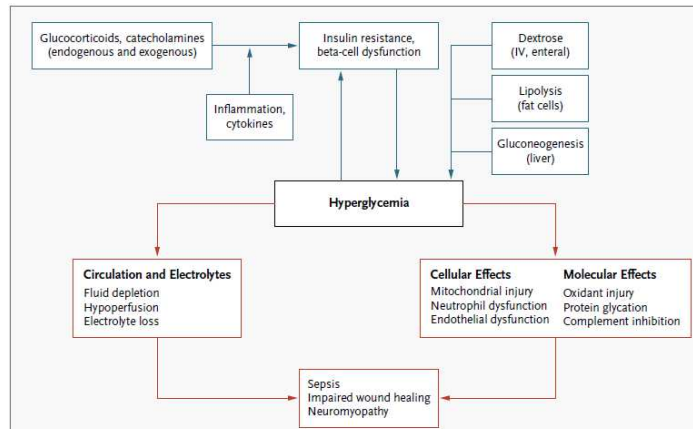 Glucocorticoids, catecholamines
(endogenous and exogenous)
Insulin resistance,
beta-cell dysfunction
Dextrose
(IV, enteral)
Inflammation,
cytokines
Lipolysis
(fat cells)
Gluconeogenesis
(liver)
Hyperglycemia
Circulation and Electrolytes
Fluid depletion
Hypoperfusion
Electrolyte loss
Cellular Effects
Mitochondrial injury
Neutrophil dysfunction
Endothelial dysfunction
Molecular Effects
Oxidant injury
Protein glycation
Complement inhibition
Sepsis
Impaired wound healing
Neuromyopathy